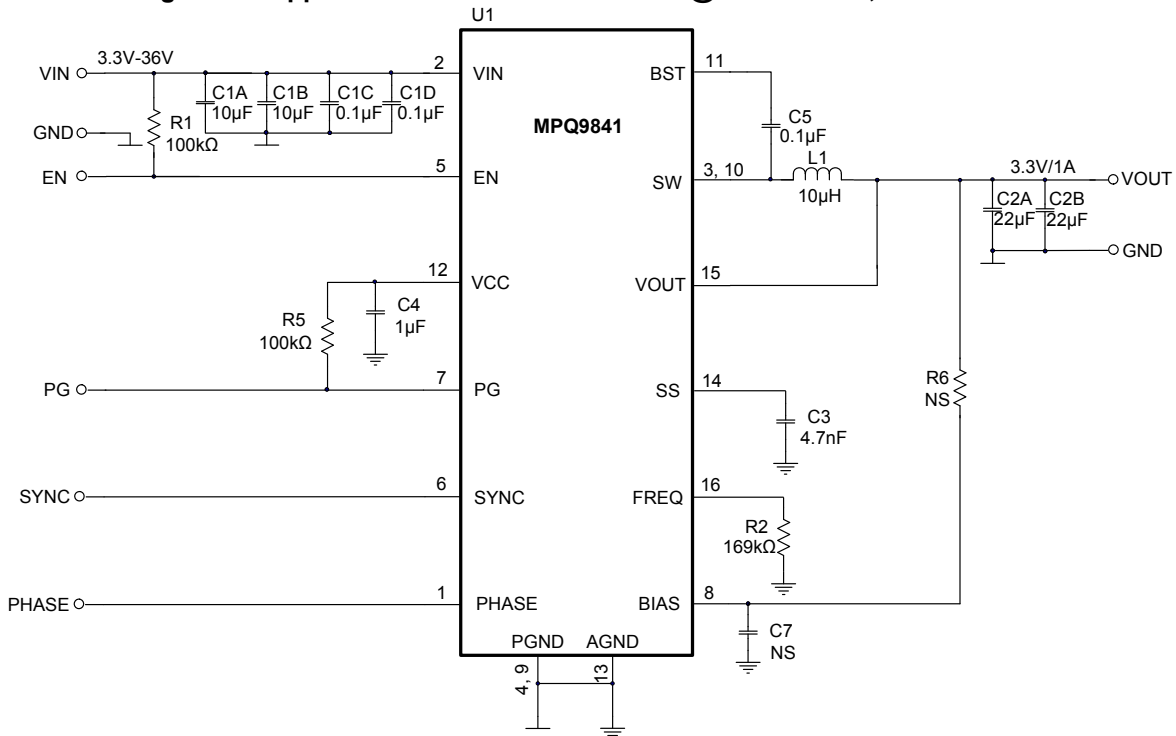 U1
MPQ9841
VIN
3.3V-36V
2
VIN
C1A
10µF
C1B
10µF
C1C
0.1µF
C1D
0.1µF
GND
R1
100kΩ
EN
5
EN
12
VCC
C4
1µF
R5
100kΩ
PG
7
PG
SYNC
6
SYNC
PHASE
1
PHASE
PGND
AGND
4, 9
13
BST
11
C5
0.1µF
SW
3, 10
L1
10µH
3.3V/1A
VOUT
C2A
22µF
C2B
22µF
GND
VOUT
15
SS
14
C3
4.7nF
R6
NS
FREQ
16
R2
169kΩ
BIAS
8
C7
NS